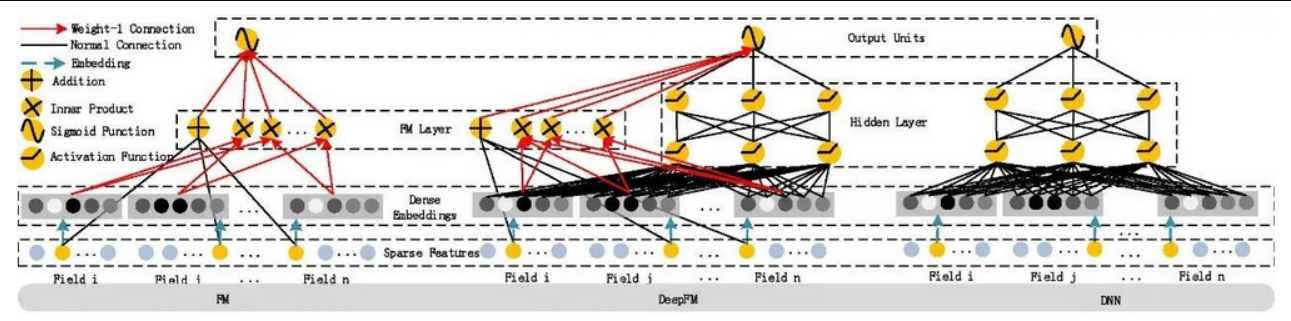 Weight-1 Connection
Normal Connection
Embedding
Addition
Inner Product
Sigmoid Function
Activation Function
Output Units
FM Layer
...
...
Hidden Layer
Dense
Embeddings
...
...
...
Sparse Features
... ... ... ...
... ... ... ...
... ... ...
Field i
Field j
Field n
Field i
Field j
...
Field n
Field i
Field j
...
Field n
FM
DeepFM
DNN